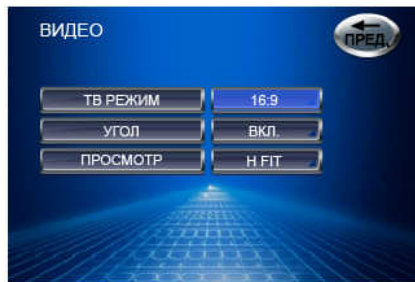 ВИДЕО
ПРЕД.
ТВ РЕЖИМ 16:9
УГОЛ ВКЛ.
ПРОСМОТР H FIT